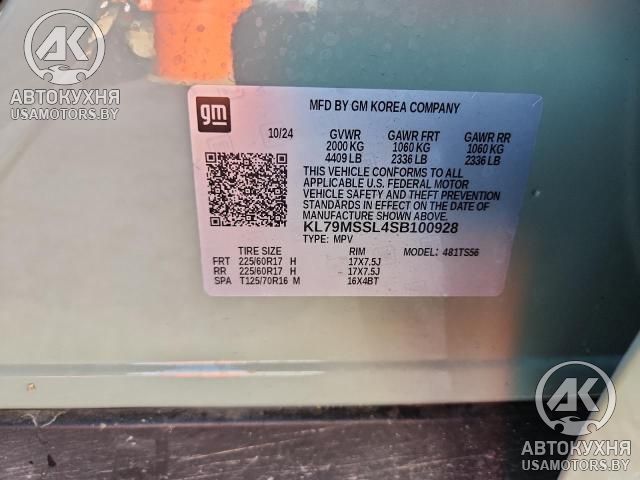 АК
АВТОКУХНЯ
USAMOTORS.BY
gm
MFD BY GM KOREA COMPANY
10/24 GVWR GAWR FRT GAWR RR
2000 KG 1060 KG 1060 KG
4409 LB 2336 LB 2336 LB
THIS VEHICLE CONFORMS TO ALL
APPLICABLE U.S. FEDERAL MOTOR
VEHICLE SAFETY AND THEFT PREVENTION
STANDARDS IN EFFECT ON THE DATE OF
MANUFACTURE SHOWN ABOVE.
KL79MSSL4SB100928
TYPE: MPV MODEL: 481TS56
TIRE SIZE RIM
FRT 225/60R17 H 17X7.5J
RR 225/60R17 H 17X7.5J
SPA T125/70R16 M 16X4BT
АК
АВТОКУХНЯ
USAMOTORS.BY